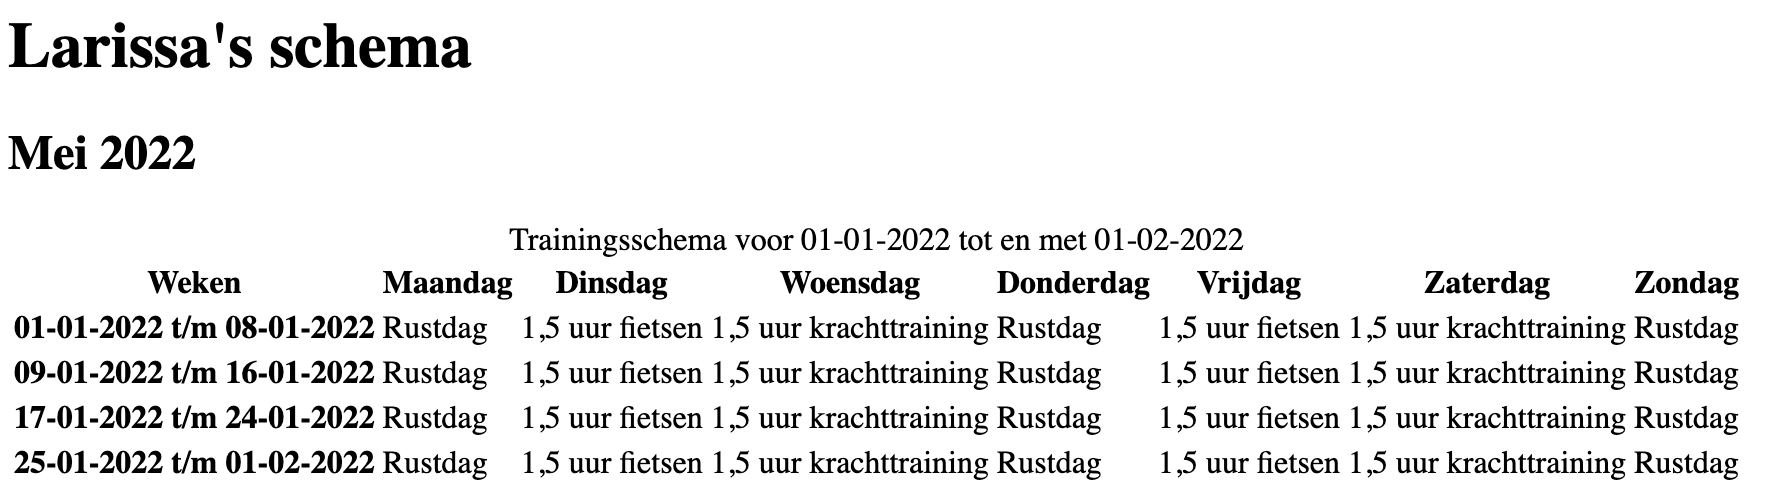 Larissa's schema
Mei 2022
Trainingsschema voor 01-01-2022 tot en met 01-02-2022
Weken Maandag Dinsdag Woensdag Donderdag Vrijdag Zaterdag Zondag
01-01-2022 t/m 08-01-2022 Rustdag 1,5 uur fietsen 1,5 uur krachttraining Rustdag 1,5 uur fietsen 1,5 uur krachttraining Rustdag
09-01-2022 t/m 16-01-2022 Rustdag 1,5 uur fietsen 1,5 uur krachttraining Rustdag 1,5 uur fietsen 1,5 uur krachttraining Rustdag
17-01-2022 t/m 24-01-2022 Rustdag 1,5 uur fietsen 1,5 uur krachttraining Rustdag 1,5 uur fietsen 1,5 uur krachttraining Rustdag
25-01-2022 t/m 01-02-2022 Rustdag 1,5 uur fietsen 1,5 uur krachttraining Rustdag 1,5 uur fietsen 1,5 uur krachttraining Rustdag